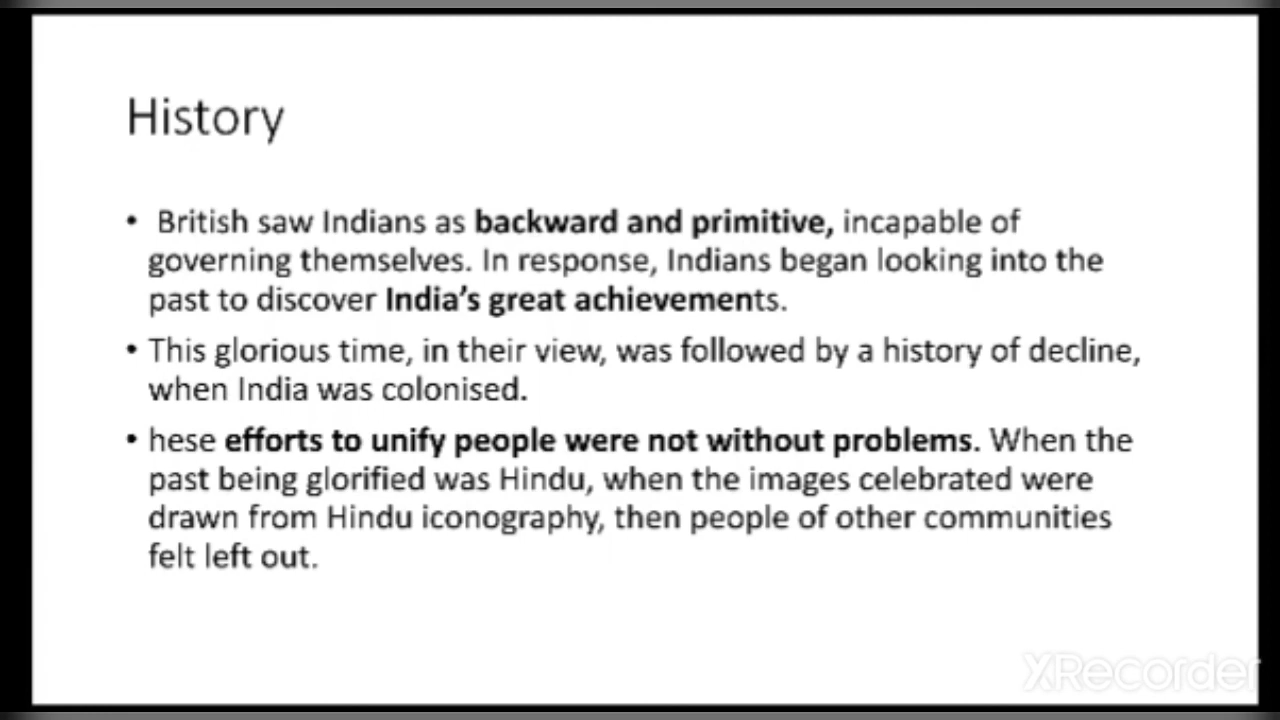 History
• British saw Indians as backward and primitive, incapable of
governing themselves. In response, Indians began looking into the
past to discover India's great achievements.
• This glorious time, in their view, was followed by a history of decline,
when India was colonised.
• hese efforts to unify people were not without problems. When the
past being glorified was Hindu, when the images celebrated were
drawn from Hindu iconography, then people of other communities
felt left out.
XRecorder